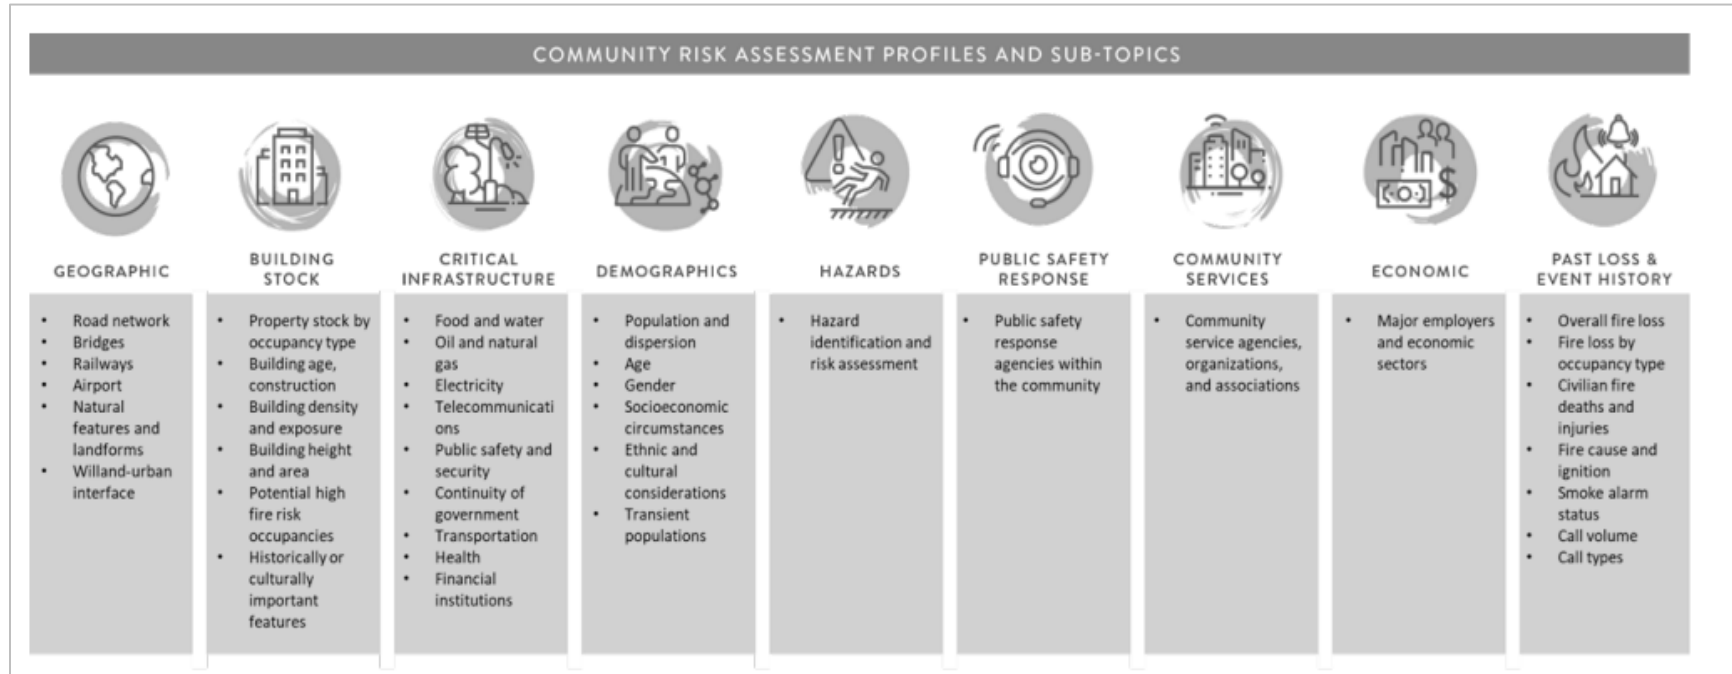 COMMUNITY RISK ASSESSMENT PROFILES AND SUB-TOPICS
GEOGRAPHIC
• Road network
• Bridges
• Railways
• Airport
• Natural
features and
landforms
• Willand-urban
interface
BUILDING
STOCK
• Property stock by
occupancy type
• Building age,
construction
• Building density
and exposure
• Building height
and area
• Potential high
fire risk
occupancies
• Historically or
culturally
important
features
CRITICAL
INFRASTRUCTURE
• Food and water
• Oil and natural
gas
• Electricity
• Telecommunicati
ons
• Public safety and
security
• Continuity of
government
• Transportation
• Health
• Financial
institutions
DEMOGRAPHICS
• Population and
dispersion
• Age
• Gender
• Socioeconomic
circumstances
• Ethnic and
cultural
considerations
• Transient
populations
HAZARDS
• Hazard
identification and
risk assessment
PUBLIC SAFETY
RESPONSE
• Public safety
response
agencies within
the community
COMMUNITY
SERVICES
• Community
service agencies,
organizations,
and associations
ECONOMIC
• Major employers
and economic
sectors
PAST LOSS &
EVENT HISTORY
• Overall fire loss
• Fire loss by
occupancy type
• Civilian fire
deaths and
injuries
• Fire cause and
ignition
• Smoke alarm
status
• Call volume
• Call types